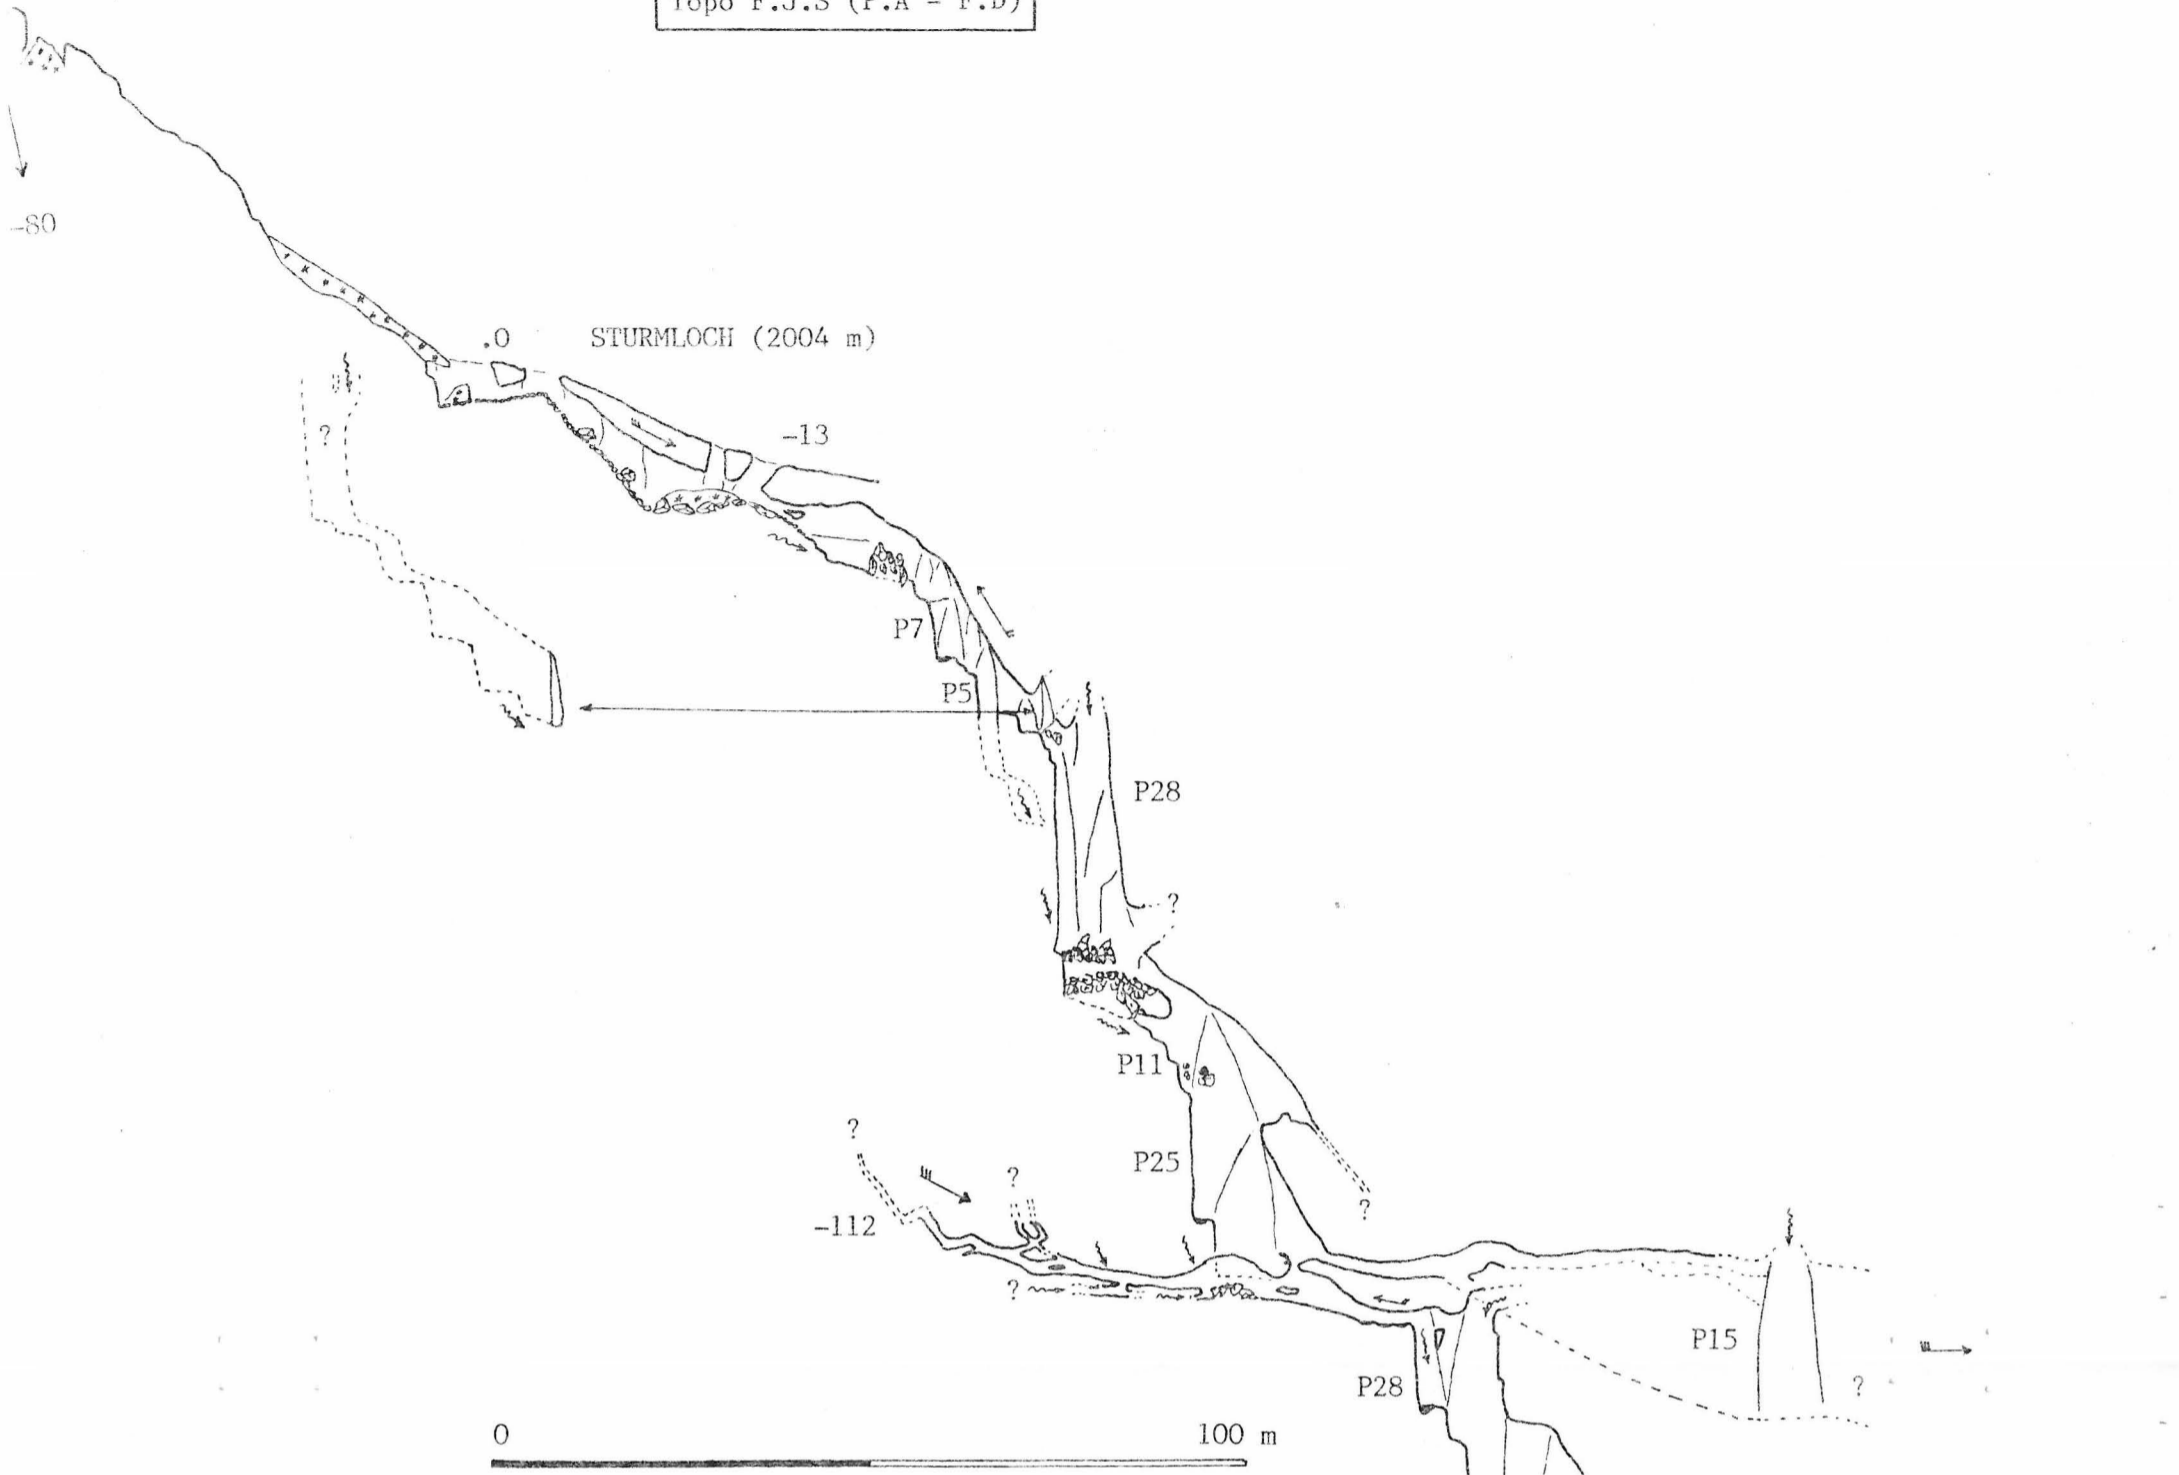 Topo F.J.S (P.A - F.D)
-80
.0
STURMLOCH (2004 m)
?
-13
P7
P5
P28
?
P11
?
P25
?
?
-112
?
P15
P28
?
0
100 m